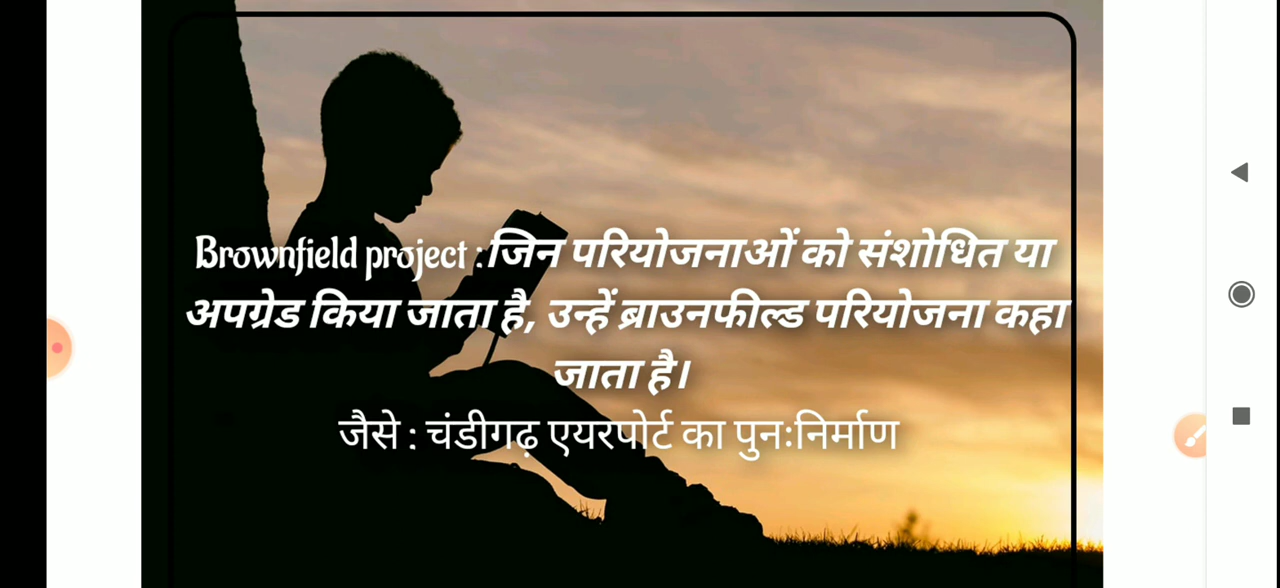 Brownfield project : जिन परियोजनाओं को संशोधित या
अपग्रेड किया जाता है, उन्हें ब्राउनफील्ड परियोजना कहा
जाता है।
जैसे : चंडीगढ़ एयरपोर्ट का पुनःनिर्माण